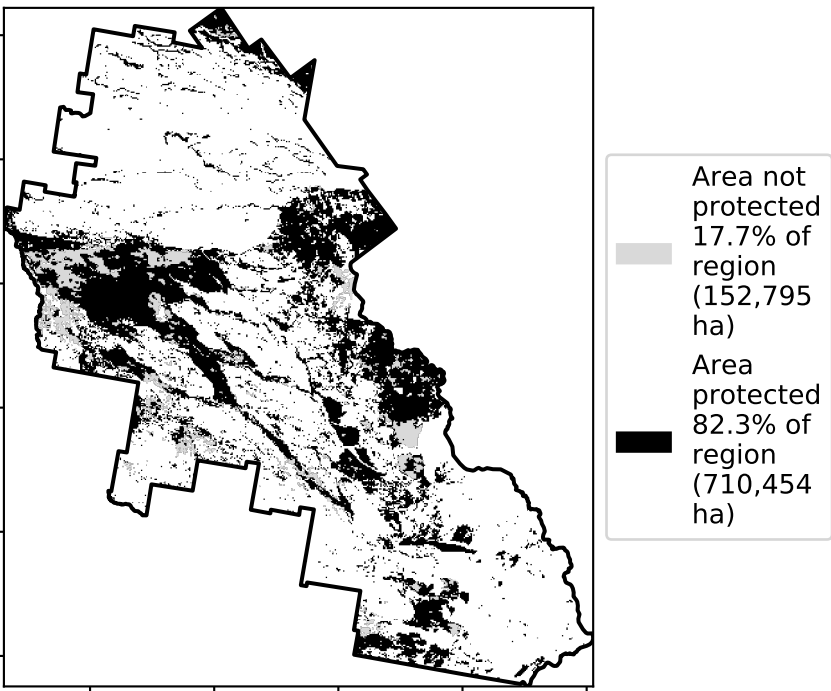 Area not
protected
17.7% of
region
(152,795
ha)
Area
protected
82.3% of
region
(710,454
ha)